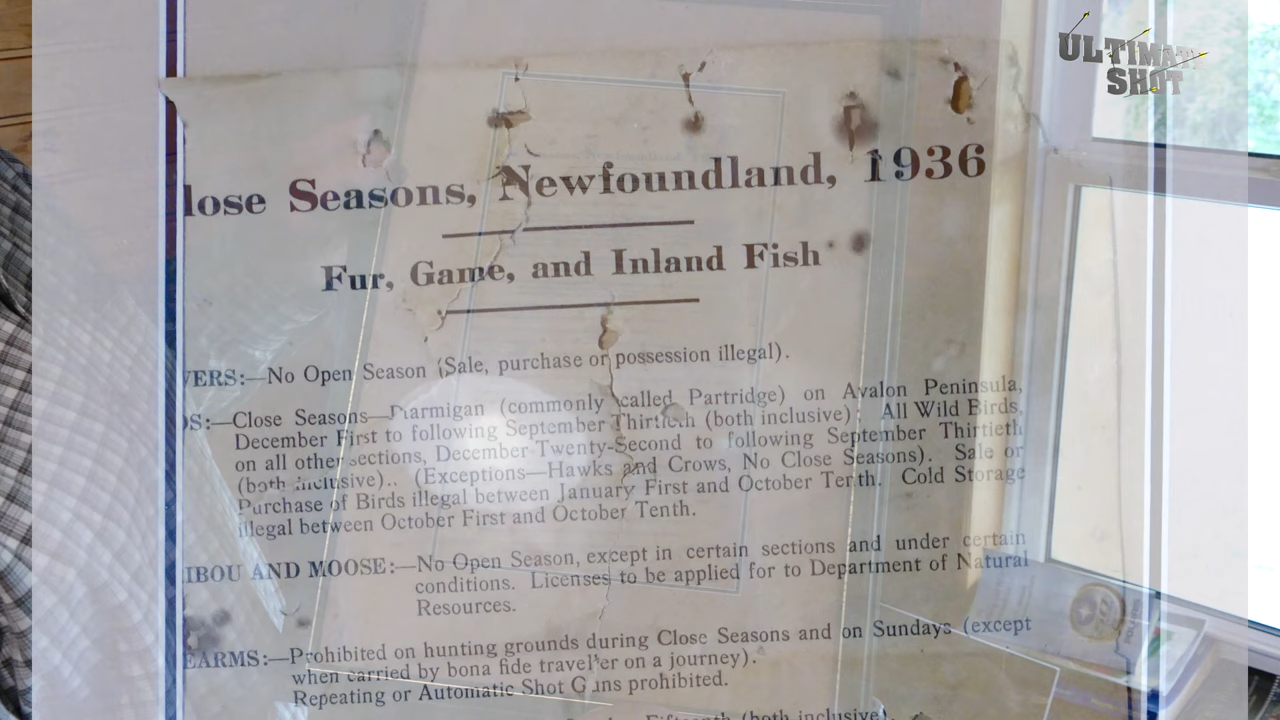 ULTIMATE
SHOT
lose Seasons, Newfoundland, 1936
Fur, Game, and Inland Fish
VERS:—No Open Season (Sale, purchase or possession illegal).
OS:—Close Seasons—Ptarmigan (commonly called Partridge) on Avalon Peninsula,
December First to following September Thirtieth (both inclusive) All Wild Birds,
on all other sections, December Twenty-Second to following September Thirtieth
(both inclusive).. (Exceptions—Hawks and Crows, No Close Seasons). Sale or
Purchase of Birds illegal between January First and October Tenth. Cold Storage
illegal between October First and October Tenth.
IBOU AND MOOSE:—No Open Season, except in certain sections and under certain
conditions. Licenses to be applied for to Department of Natural
Resources.
EARMS:—Prohibited on hunting grounds during Close Seasons and on Sundays (except
when carried by bona fide traveller on a journey).
Repeating or Automatic Shot Guns prohibited.
Fifteenth (both inclusive).